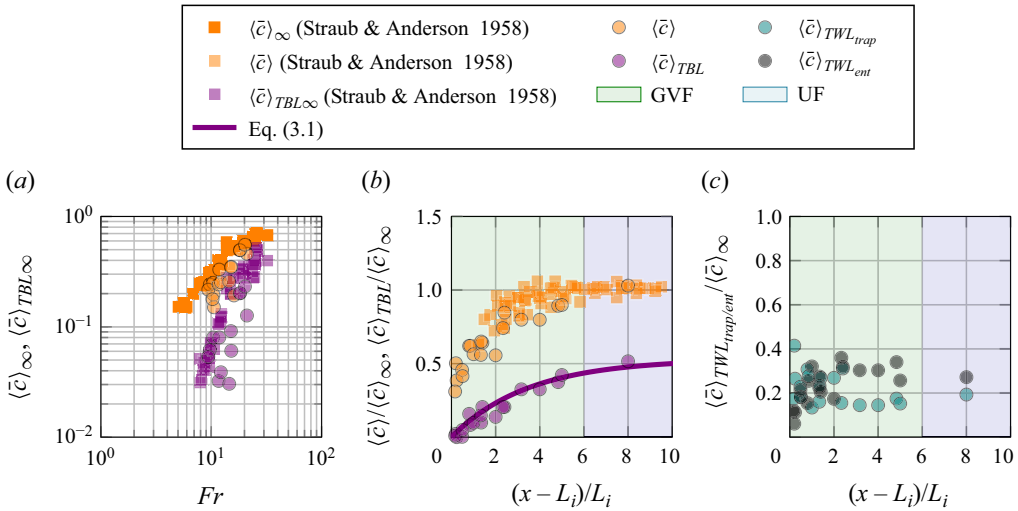 ⟨c̄⟩∞ (Straub & Anderson 1958)
⟨c̄⟩ (Straub & Anderson 1958)
⟨c̄⟩TBL∞ (Straub & Anderson 1958)
Eq. (3.1)
⟨c̄⟩
⟨c̄⟩TBL
GVF
⟨c̄⟩TWLtrap
⟨c̄⟩TWLent
UF
(a)
⟨c̄⟩∞, ⟨c̄⟩TBL∞
10⁰
10⁻¹
10⁻²
10⁰ 10¹ 10²
Fr
(b)
⟨c̄⟩/⟨c̄⟩∞, ⟨c̄⟩TBL/⟨c̄⟩∞
1.5
1.0
0.5
0 2 4 6 8 10
(x – Li)/Li
(c)
⟨c̄⟩TWLtrap/ent/⟨c̄⟩∞
1.0
0.8
0.6
0.4
0.2
0 2 4 6 8 10
(x – Li)/Li